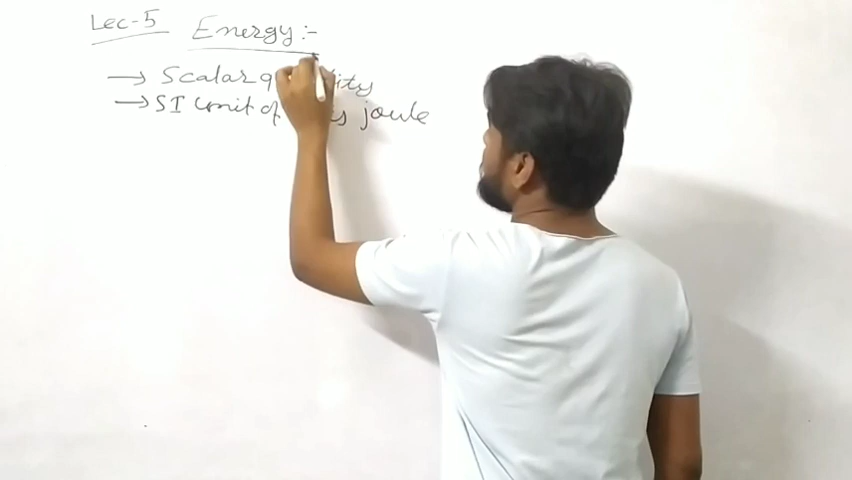 Lec-5 Energy:-
→ Scalar
→ SI unit of joule